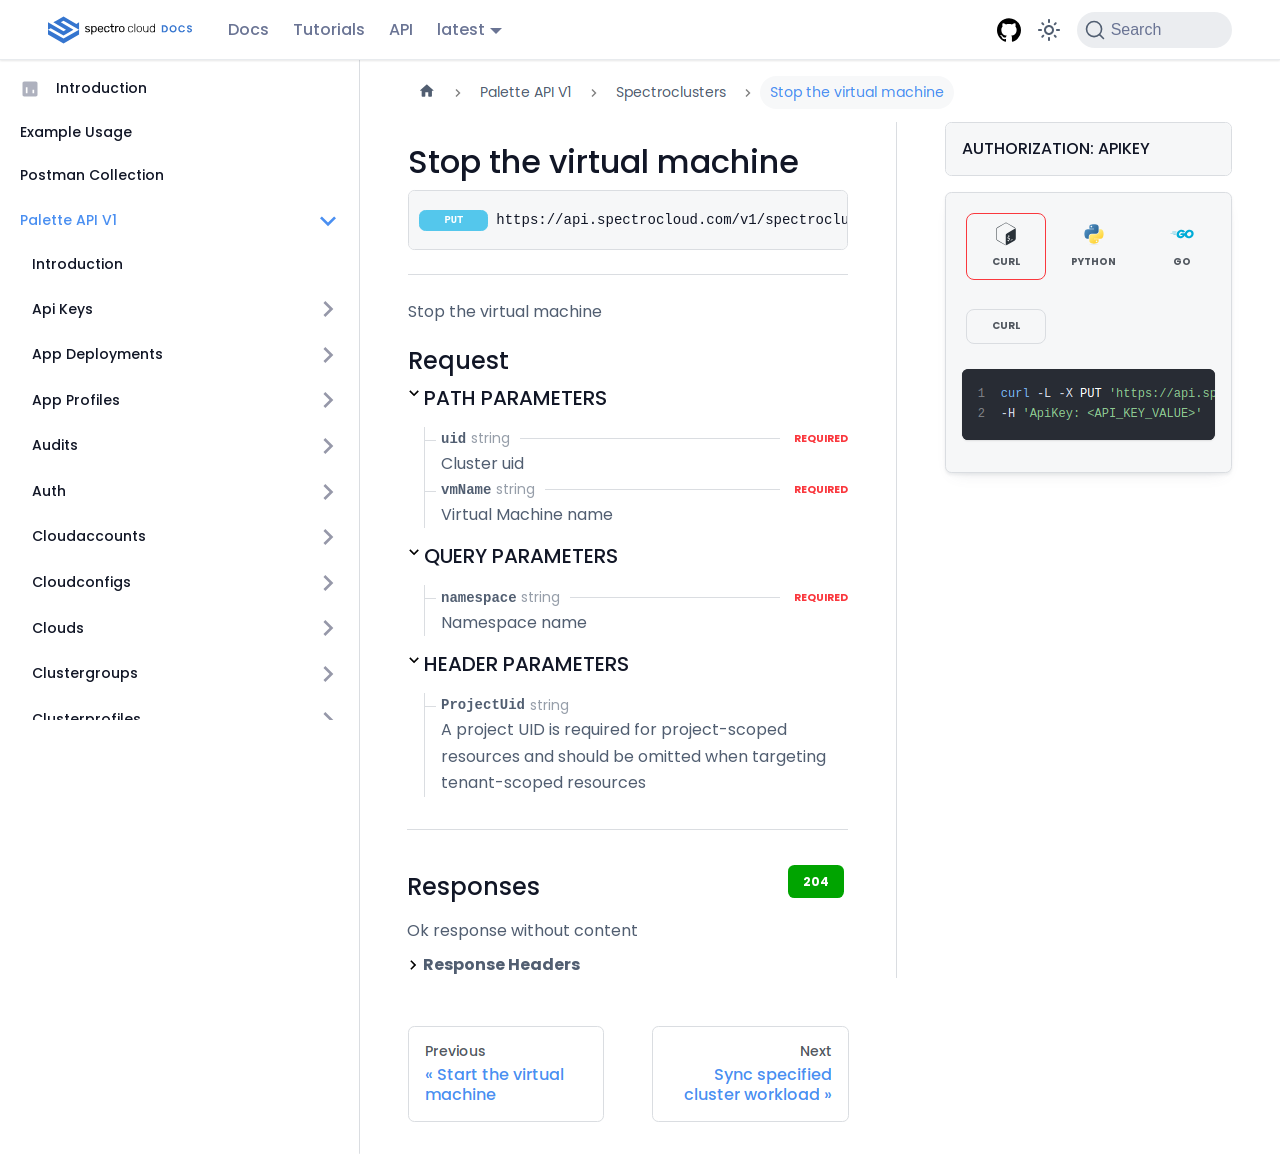 spectro cloud DOCS
Docs
Tutorials
API
latest
Search
Introduction
Example Usage
Postman Collection
Palette API V1
Introduction
Api Keys
App Deployments
App Profiles
Audits
Auth
Cloudaccounts
Cloudconfigs
Clouds
Clustergroups
Clusterprofiles
Palette API V1
Spectroclusters
Stop the virtual machine
Stop the virtual machine
PUT https://api.spectrocloud.com/v1/spectroclu
Stop the virtual machine
Request
PATH PARAMETERS
uid string REQUIRED
Cluster uid
vmName string REQUIRED
Virtual Machine name
QUERY PARAMETERS
namespace string REQUIRED
Namespace name
HEADER PARAMETERS
ProjectUid string
A project UID is required for project-scoped
resources and should be omitted when targeting
tenant-scoped resources
Responses
204
Ok response without content
Response Headers
Previous
« Start the virtual
machine
Next
Sync specified
cluster workload »
AUTHORIZATION: APIKEY
CURL
PYTHON
GO
GO
CURL
1 curl -L -X PUT 'https://api.sp
2 -H 'ApiKey: <API_KEY_VALUE>'